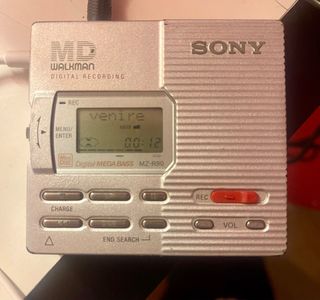 MD
WALKMAN
DIGITAL RECORDING
SONY
REC
venire
MENU/
ENTER
00-12
Digital MEGA BASS MZ-R90
CHARGE
REC
END SEARCH
VOL